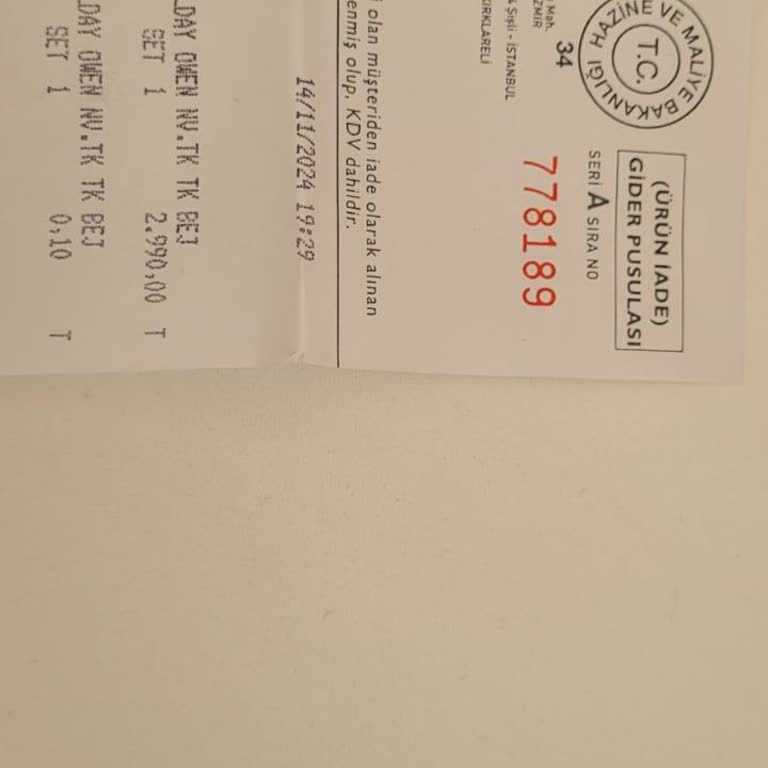 HAZİNE VE MALİYE BAKANLIĞI
T.C.
(ÜRÜN İADE)
GİDER PUSULASI
SERİ A SIRA NO
34
778189
Mah.
ZMİR
Şişli - İSTANBUL
KIRKLARELİ
olan müşteriden iade olarak alınan
enmiş olup, KDV dahildir.
14/11/2024 19:29
LDAY OWEN NV.TK TK BEJ
SET 1 2.990,00 T
LDAY OWEN NV.TK TK BEJ
SET 1 0,10 T